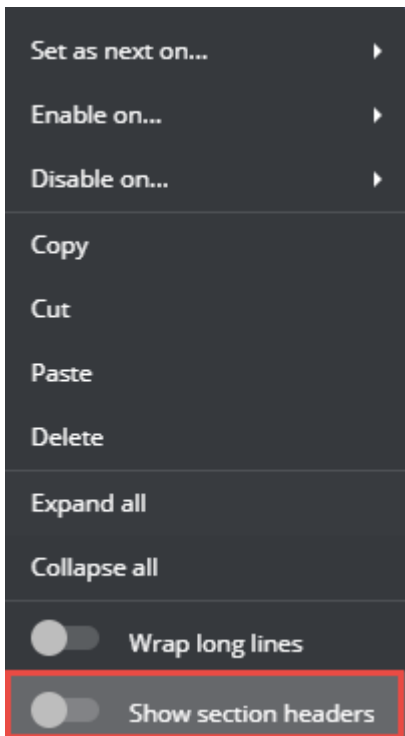 Set as next on...
Enable on...
Disable on...
Copy
Cut
Paste
Delete
Expand all
Collapse all
Wrap long lines
Show section headers